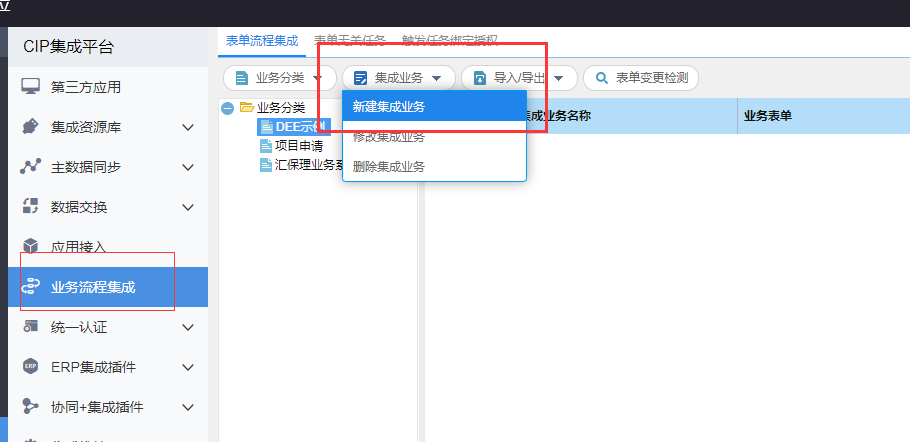 CIP集成平台
第三方应用
集成资源库
主数据同步
数据交换
应用接入
业务流程集成
统一认证
ERP
ERP集成插件
协同+集成插件
表单流程集成 表单无关任务 触发任务绑定授权
业务分类 集成业务 导入/导出 表单变更检测
业务分类
DEE示例
项目申请
汇保理业务系
新建集成业务
修改集成业务
删除集成业务
集成业务名称 业务表单